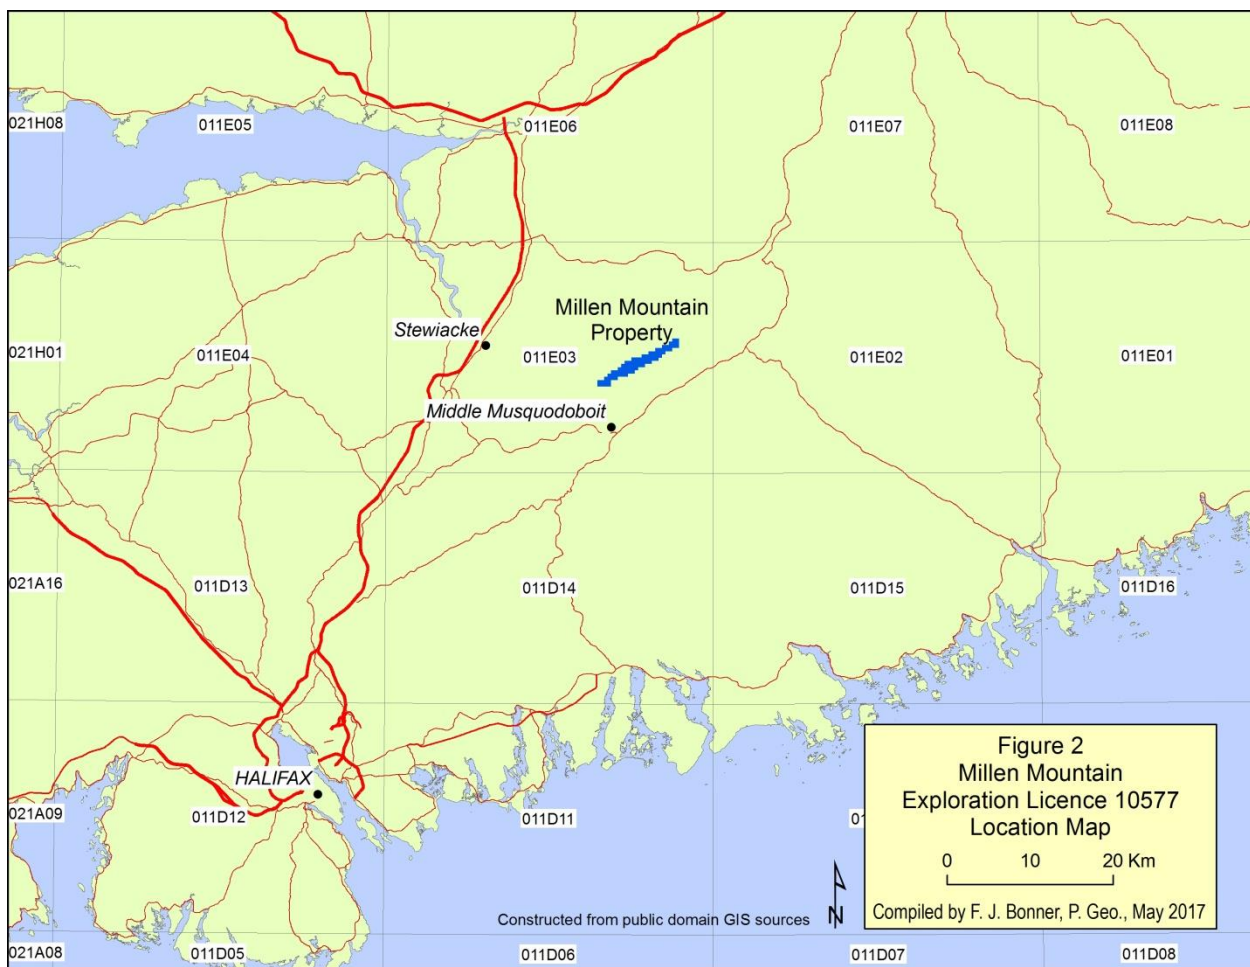 021H08
011E05
011E06
011E07
011E08
Millen Mountain
Property
Stewiacke
021H01
011E04
011E03
011E02
011E01
Middle Musquodoboit
021A16
011D13
011D14
011D15
011D16
HALIFAX
021A09
011D12
011D11
Figure 2
Millen Mountain
Exploration Licence 10577
Location Map
0 10 20 Km
Compiled by F. J. Bonner, P. Geo., May 2017
Constructed from public domain GIS sources
N
021A08
011D05
011D06
011D07
011D08